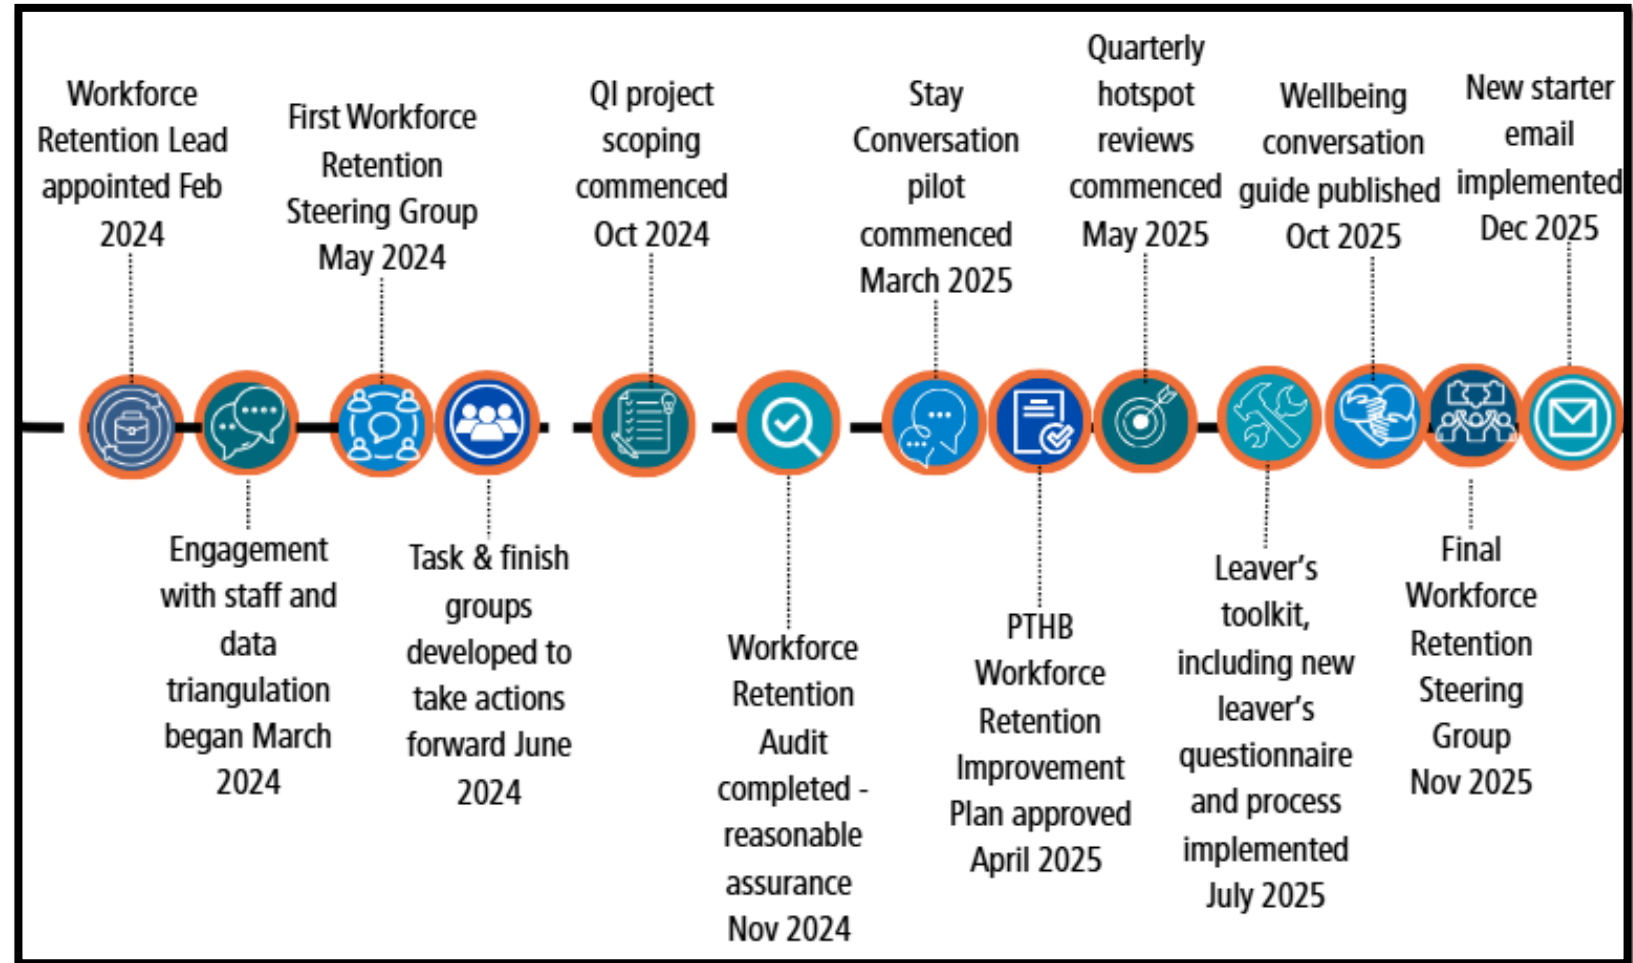 Workforce
Retention Lead
appointed Feb
2024
Engagement
with staff and
data
triangulation
began March
2024
First Workforce
Retention
Steering Group
May 2024
Task & finish
groups
developed to
take actions
forward June
2024
QI project
scoping
commenced
Oct 2024
Workforce
Retention
Audit
completed -
reasonable
assurance
Nov 2024
Stay
Conversation
pilot
commenced
March 2025
PTHB
Workforce
Retention
Improvement
Plan approved
April 2025
Quarterly
hotspot
reviews
commenced
May 2025
Leaver’s
toolkit,
including new
leaver’s
questionnaire
and process
implemented
July 2025
Wellbeing
conversation
guide published
Oct 2025
Final
Workforce
Retention
Steering
Group
Nov 2025
New starter
email
implemented
Dec 2025